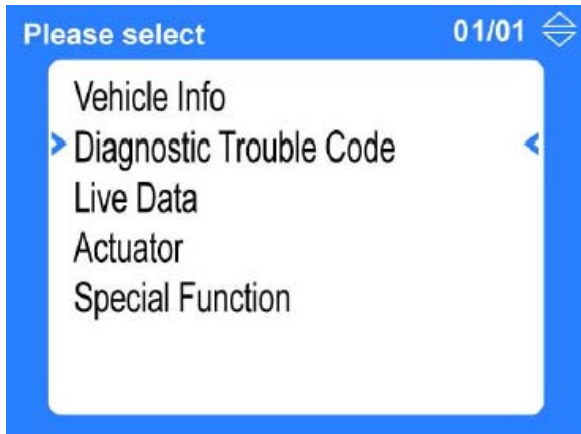 Please select 01/01
Vehicle Info
> Diagnostic Trouble Code <
Live Data
Actuator
Special Function